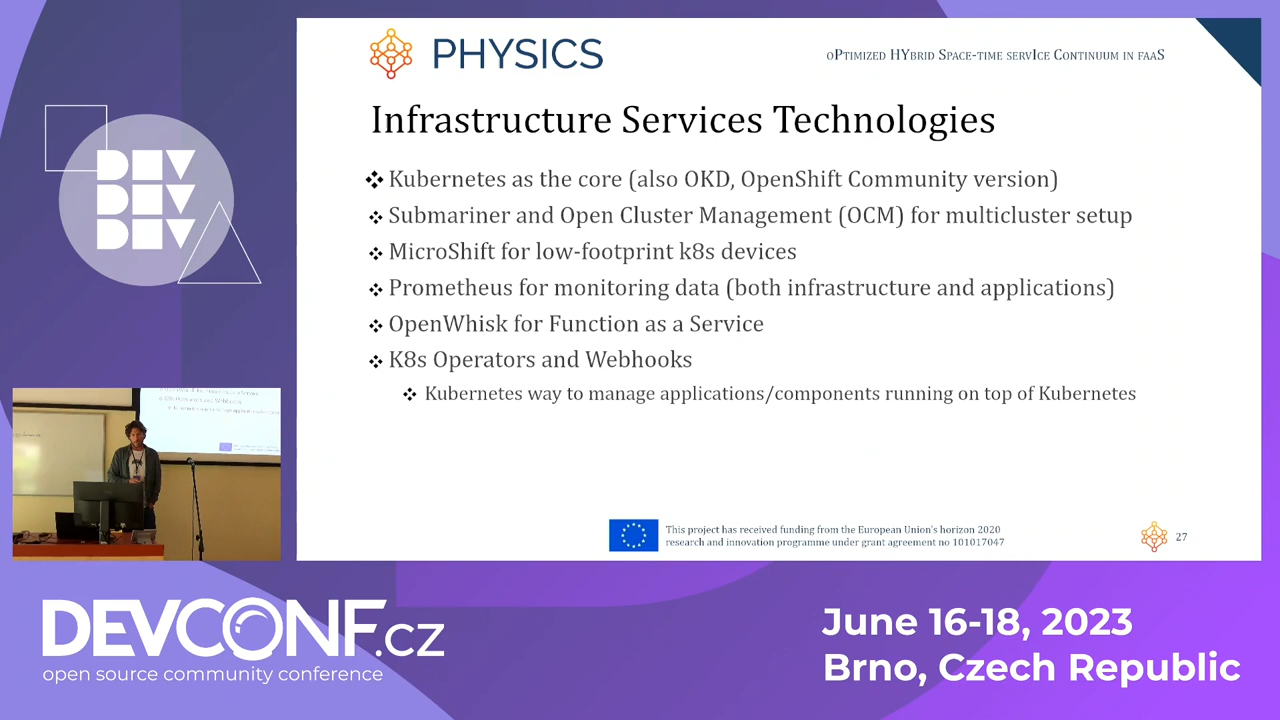 PHYSICS
oPtimized HYbrid Space-time servIce Continuum in faaS
Infrastructure Services Technologies
Kubernetes as the core (also OKD, OpenShift Community version)
Submariner and Open Cluster Management (OCM) for multicluster setup
MicroShift for low-footprint k8s devices
Prometheus for monitoring data (both infrastructure and applications)
OpenWhisk for Function as a Service
K8s Operators and Webhooks
Kubernetes way to manage applications/components running on top of Kubernetes
This project has received funding from the European Union's horizon 2020
research and innovation programme under grant agreement no 101017047
27
DEV
DEV
DEV
DEVCONF.cz
open source community conference
June 16-18, 2023
Brno, Czech Republic